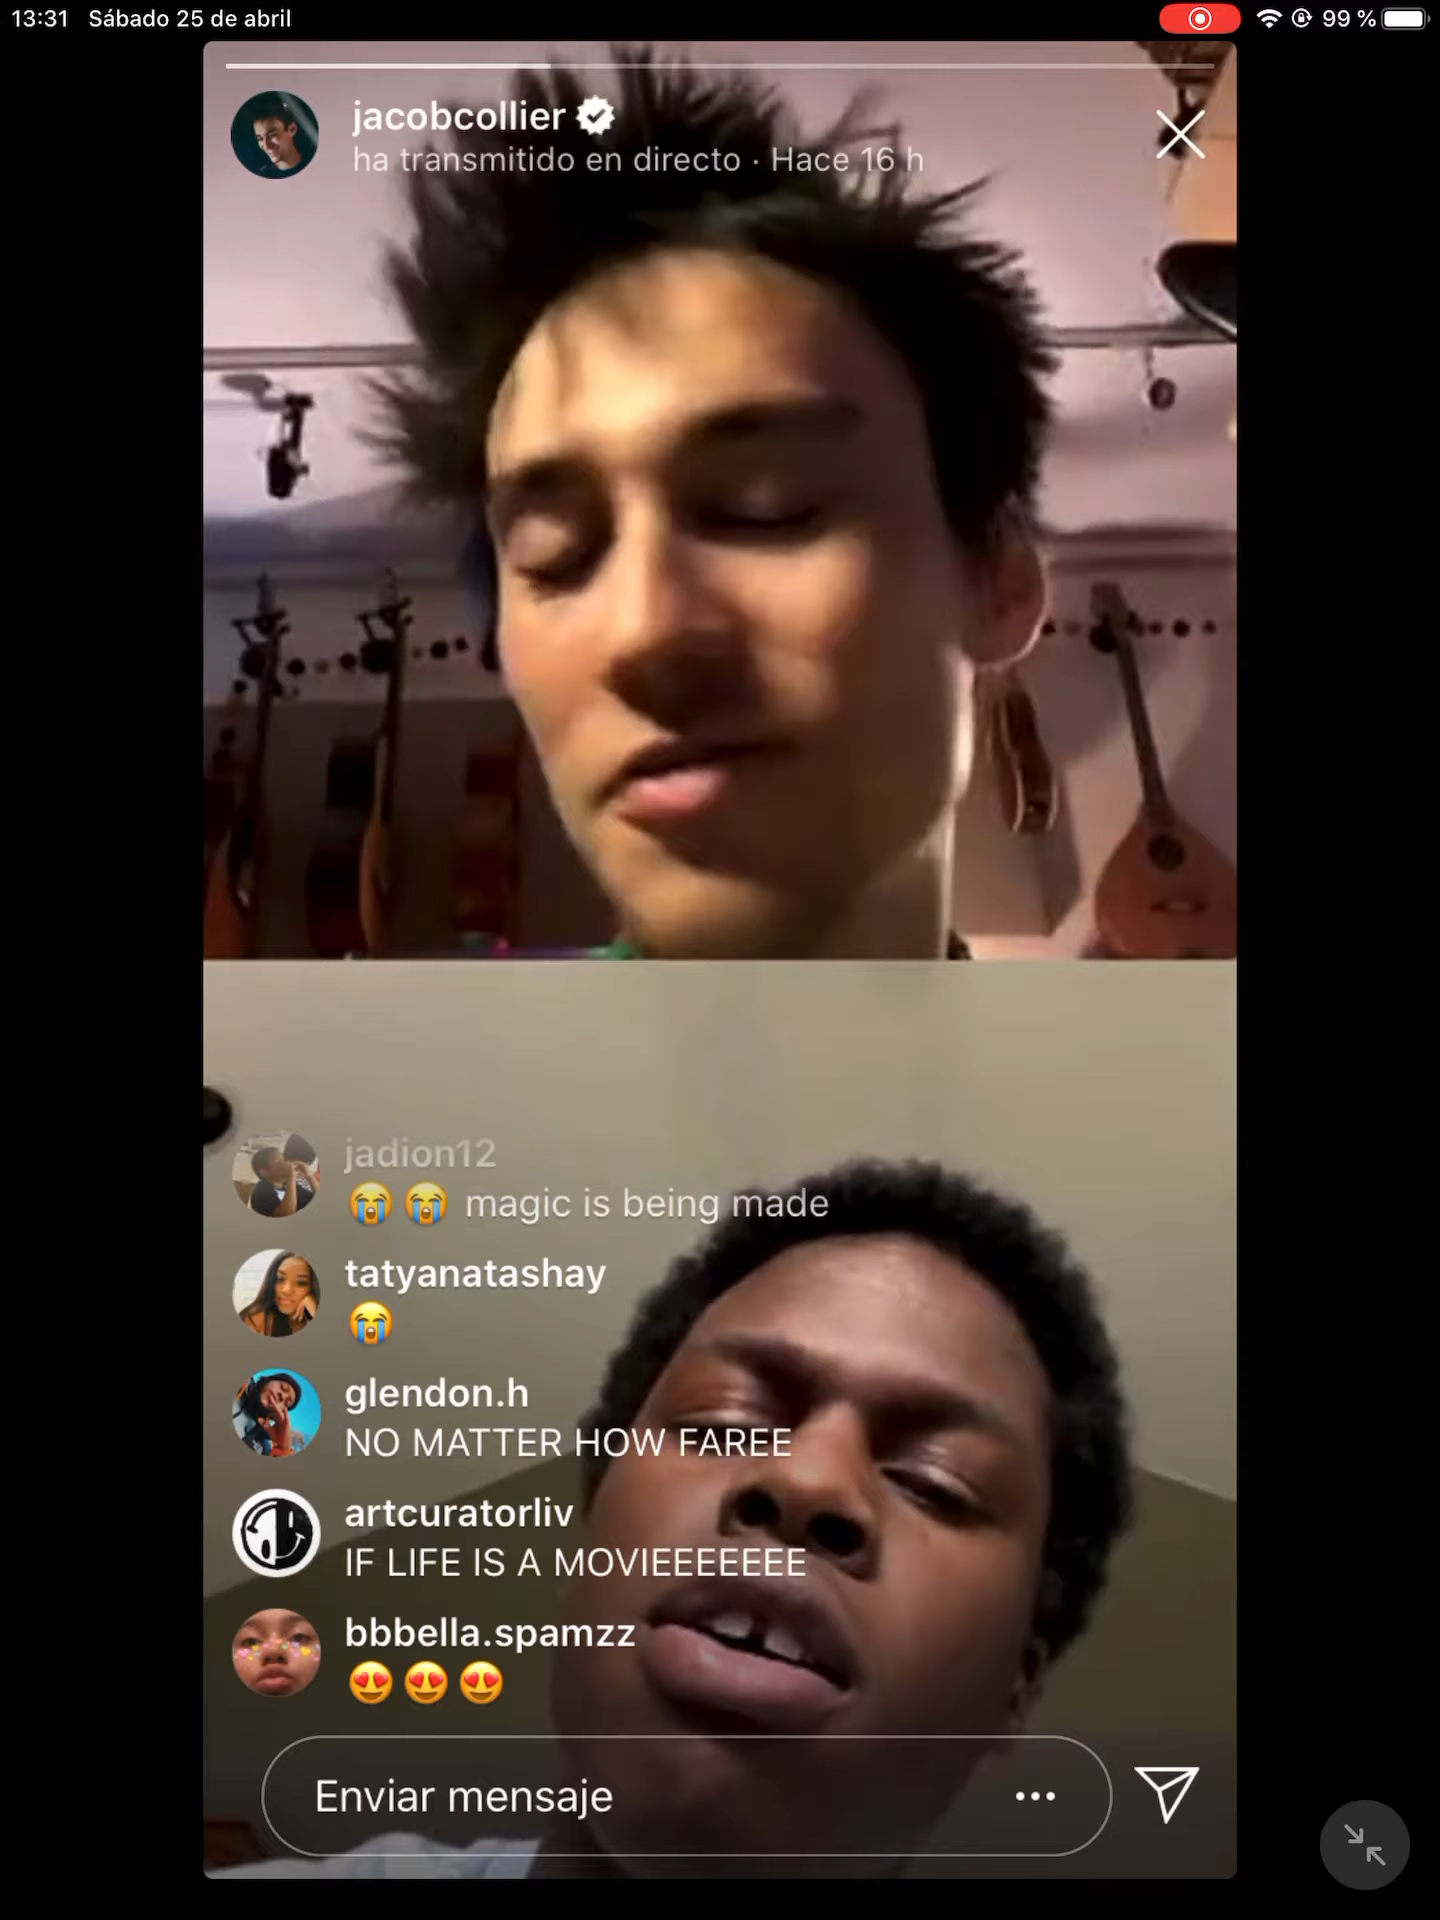 13:31 Sábado 25 de abril
99 %
jacobcollier
ha transmitido en directo · Hace 16 h
jadion12
😭😭 magic is being made
tatyanatashay
😭
glendon.h
NO MATTER HOW FAREE
artcuratorliv
IF LIFE IS A MOVIEEEEEEE
bbbella.spamzz
😍😍😍
Enviar mensaje